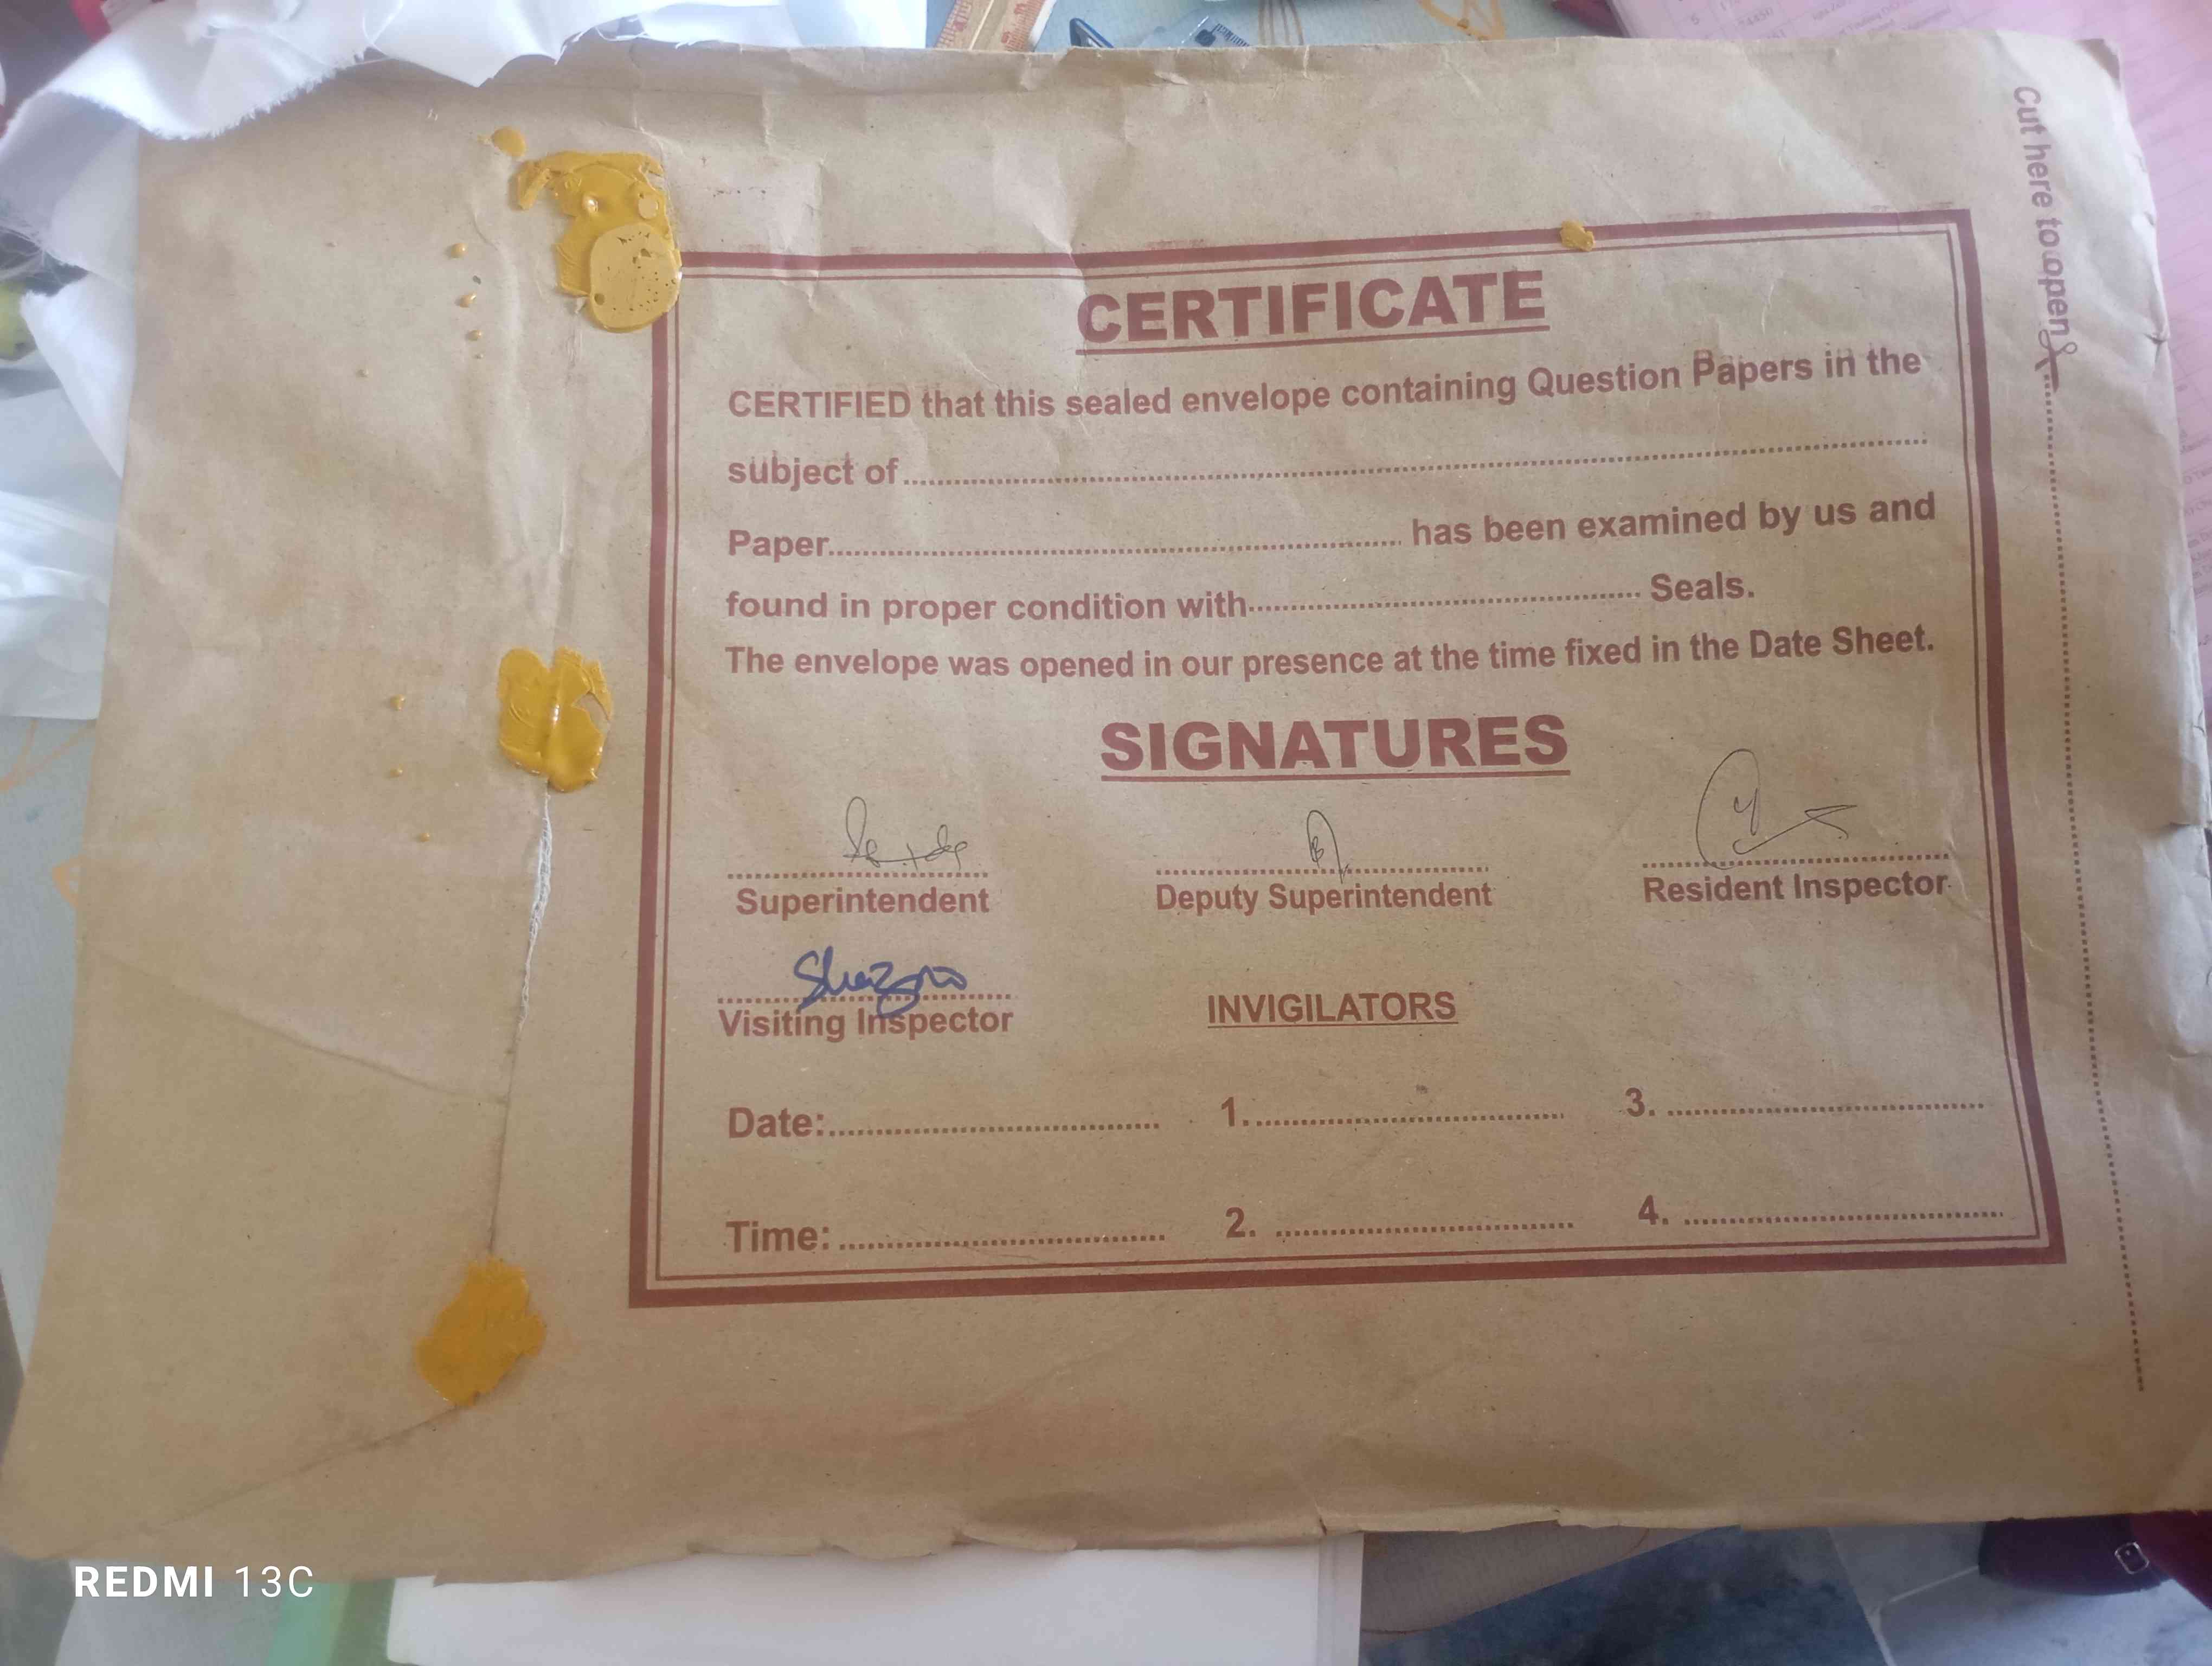 Cut here to open
CERTIFICATE
CERTIFIED that this sealed envelope containing Question Papers in the
subject of
Paper has been examined by us and
found in proper condition with Seals.
The envelope was opened in our presence at the time fixed in the Date Sheet.
SIGNATURES
Superintendent Deputy Superintendent Resident Inspector
Visiting Inspector INVIGILATORS
Date: 1. 3.
Time: 2. 4.
REDMI 13C